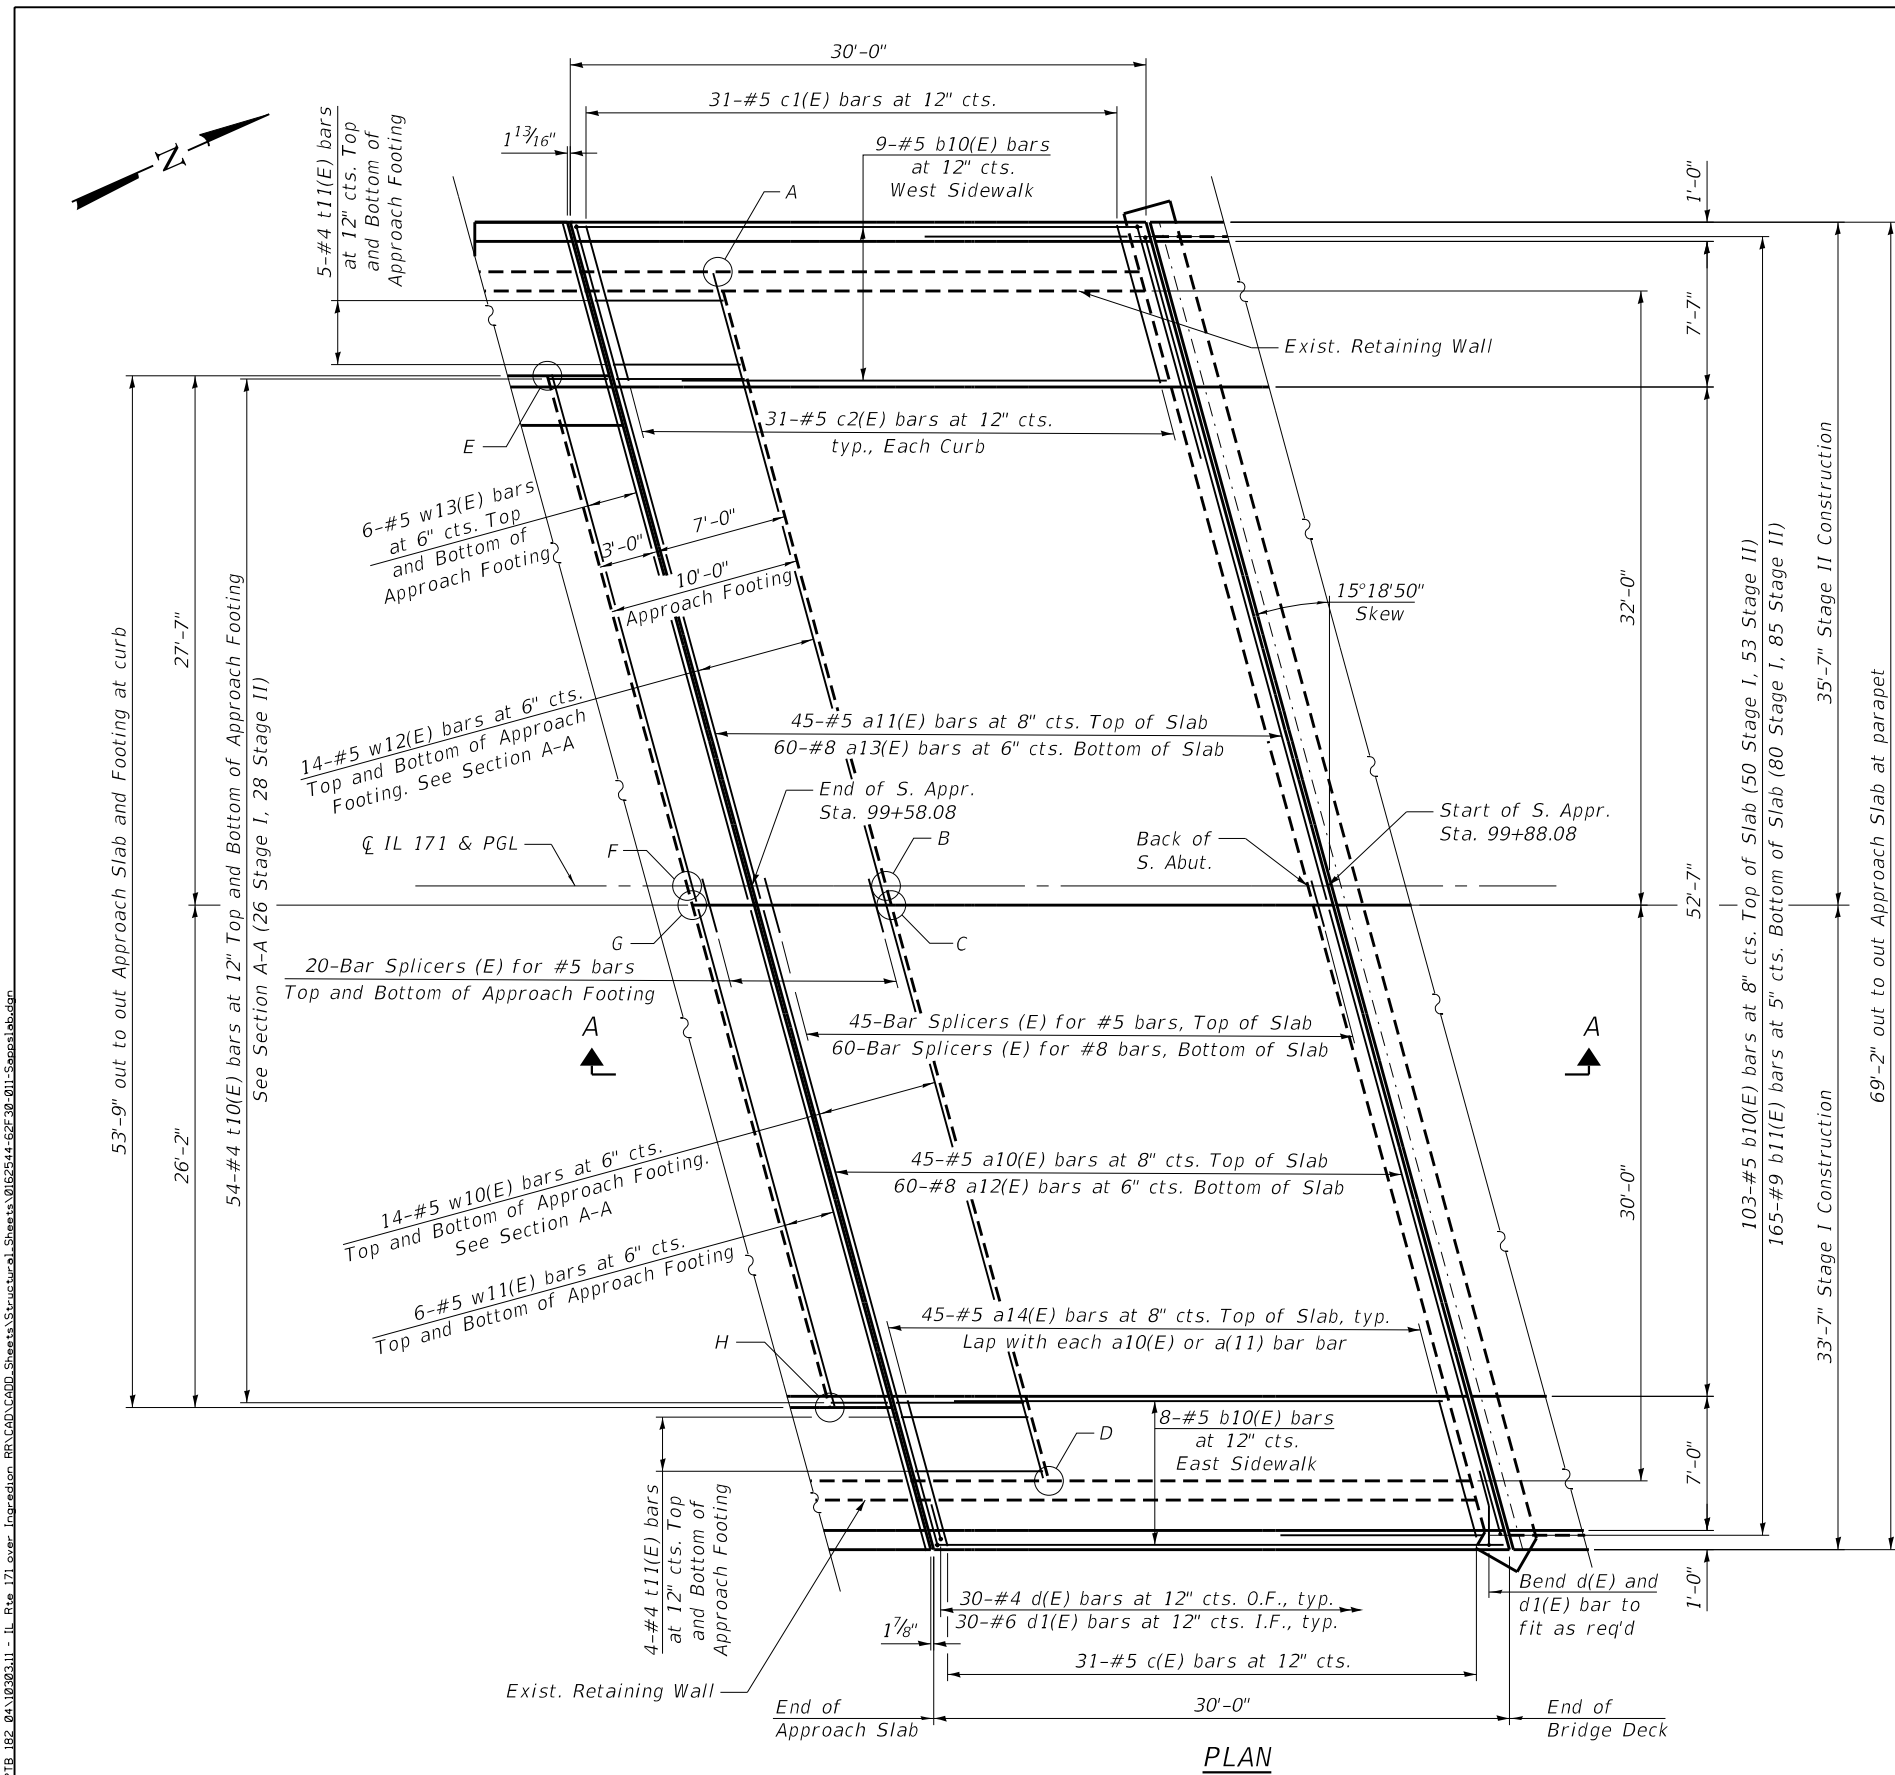 30'-0"
31-#5 c1(E) bars at 12" cts.
1 13/16"
9-#5 b10(E) bars
at 12" cts.
West Sidewalk
5-#4 t11(E) bars
at 12" cts. Top
and Bottom of
Approach Footing
N
A
1'-0"
7'-7"
Exist. Retaining Wall
31-#5 c2(E) bars at 12" cts.
typ., Each Curb
E
6-#5 w13(E) bars
at 6" cts. Top
and Bottom of
Approach Footing
7'-0"
3'-0"
10'-0"
Approach Footing
15°18'50"
Skew
32'-0"
35'-7" Stage II Construction
53'-9" out to out Approach Slab and Footing at curb
27'-7"
54-#4 t10(E) bars at 12" Top and Bottom of Approach Footing
See Section A-A (26 Stage I, 28 Stage II)
14-#5 w12(E) bars at 6" cts.
Top and Bottom of Approach
Footing. See Section A-A
45-#5 a11(E) bars at 8" cts. Top of Slab
60-#8 a13(E) bars at 6" cts. Bottom of Slab
End of S. Appr.
Sta. 99+58.08
Start of S. Appr.
Sta. 99+88.08
Back of
S. Abut.
℄ IL 171 & PGL
F
B
G
C
52'-7"
103-#5 b10(E) bars at 8" cts. Top of Slab (50 Stage I, 53 Stage II)
165-#9 b11(E) bars at 5" cts. Bottom of Slab (80 Stage I, 85 Stage II)
69'-2" out to out Approach Slab at parapet
20-Bar Splicers (E) for #5 bars
Top and Bottom of Approach Footing
A
A
45-Bar Splicers (E) for #5 bars, Top of Slab
60-Bar Splicers (E) for #8 bars, Bottom of Slab
26'-2"
14-#5 w10(E) bars at 6" cts.
Top and Bottom of Approach Footing.
See Section A-A
45-#5 a10(E) bars at 8" cts. Top of Slab
60-#8 a12(E) bars at 6" cts. Bottom of Slab
30'-0"
33'-7" Stage I Construction
6-#5 w11(E) bars at 6" cts.
Top and Bottom of Approach Footing
45-#5 a14(E) bars at 8" cts. Top of Slab, typ.
Lap with each a10(E) or a(11) bar bar
H
D
8-#5 b10(E) bars
at 12" cts.
East Sidewalk
7'-0"
4-#4 t11(E) bars
at 12" cts. Top
and Bottom of
Approach Footing
1 7/8"
30-#4 d(E) bars at 12" cts. O.F., typ.
30-#6 d1(E) bars at 12" cts. I.F., typ.
Bend d(E) and
d1(E) bar to
fit as req'd
1'-0"
31-#5 c(E) bars at 12" cts.
Exist. Retaining Wall
End of
Approach Slab
30'-0"
End of
Bridge Deck
PLAN
PTB 182 04\10303.11 - IL Rte 171 over Ingredion RR\CAD\CADD_Sheets\Structural_Sheets\0162544-62F30-011-Sappslab.dgn